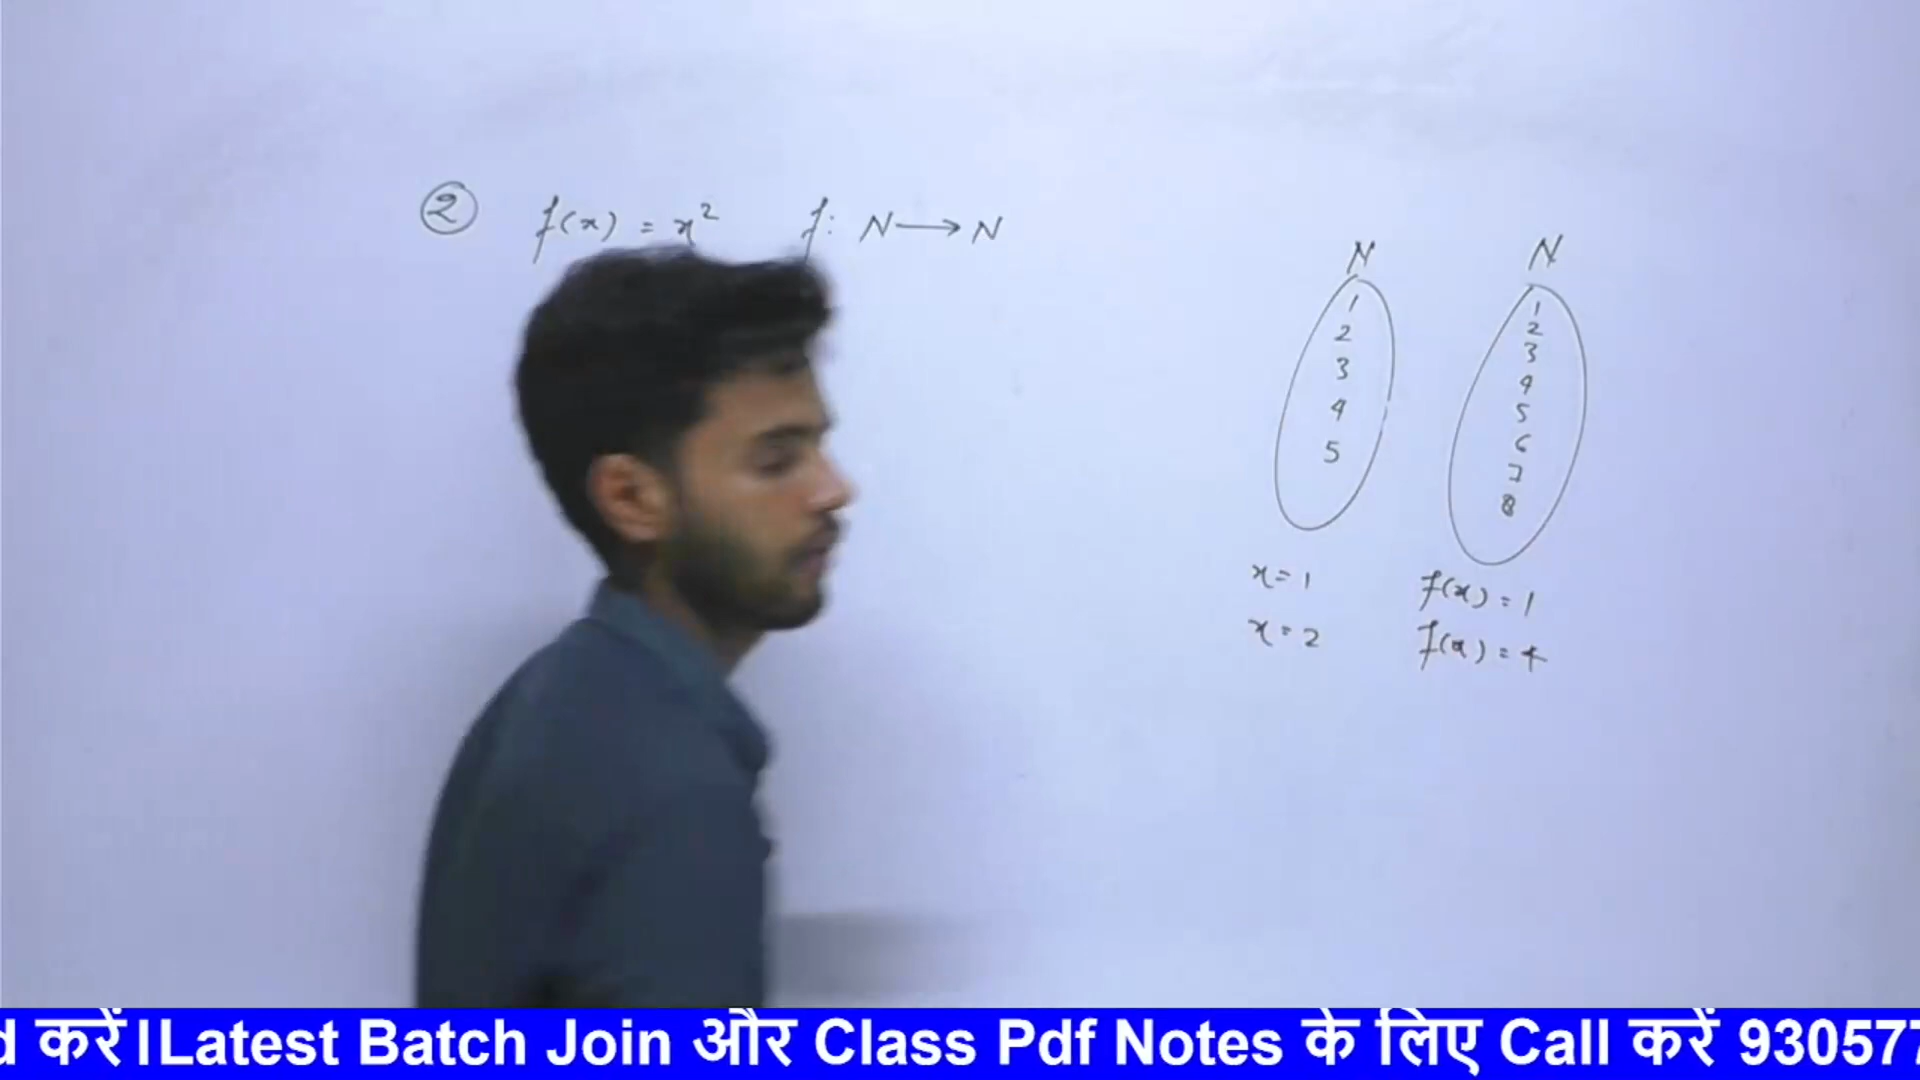 ② f(x) = x² f: N⟶N
N N
1 1
2 2
3 3
4 4
5 5
6
7
8
x = 1 f(x) = 1
x = 2 f(x) = 4
d करें।Latest Batch Join और Class Pdf Notes के लिए Call करें 930577